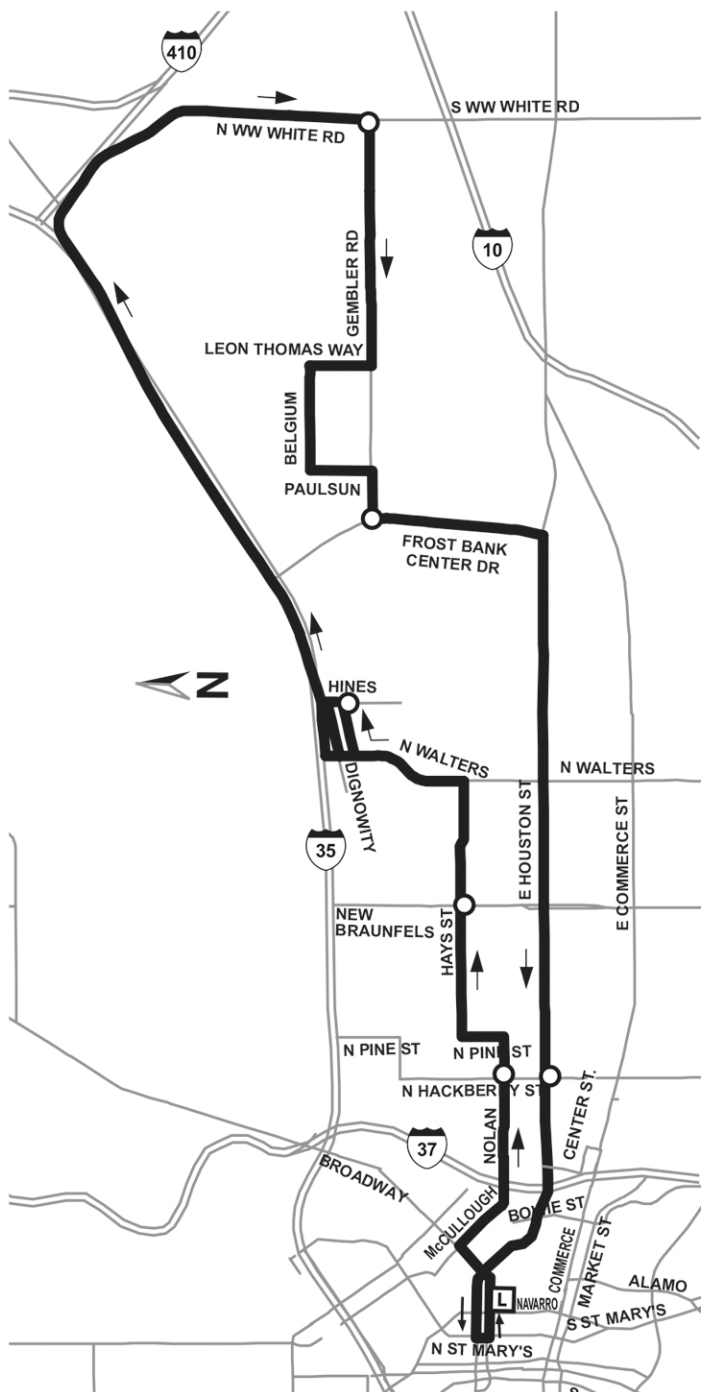 410
S WW WHITE RD
N WW WHITE RD
10
GEMBLER RD
LEON THOMAS WAY
BELGIUM
PAULSUN
FROST BANK
CENTER DR
N
HINES
N WALTERS
N WALTERS
DIGNOWITY
E HOUSTON ST
E COMMERCE ST
35
NEW
BRAUNFELS
HAYS ST
N PINE ST
N PINE ST
N HACKBERRY ST
CENTER ST.
NOLAN
37
BROADWAY
McCULLOUGH
BOWIE ST
COMMERCE
MARKET ST
ALAMO
L
NAVARRO
S ST MARY'S
N ST MARY'S